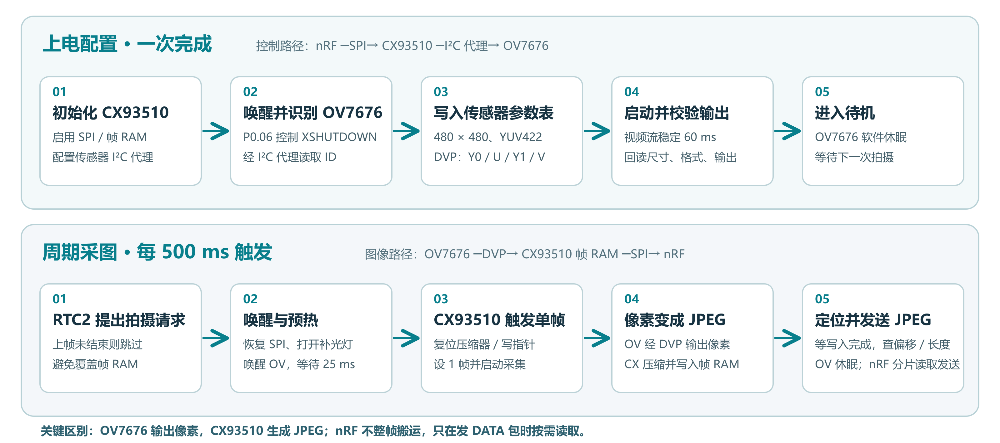 上电配置·一次完成
控制路径：nRF —SPI→ CX93510 —I²C 代理→ OV7676
01
初始化 CX93510
启用 SPI / 帧 RAM
配置传感器 I²C 代理
02
唤醒并识别 OV7676
P0.06 控制 XSHUTDOWN
经 I²C 代理读取 ID
03
写入传感器参数表
480 × 480、YUV422
DVP：Y0 / U / Y1 / V
04
启动并校验输出
视频流稳定 60 ms
回读尺寸、格式、输出
05
进入待机
OV7676 软件休眠
等待下一次拍摄
周期采图·每 500 ms 触发
图像路径：OV7676 —DVP→ CX93510 帧 RAM —SPI→ nRF
01
RTC2 提出拍摄请求
上帧未结束则跳过
避免覆盖帧 RAM
02
唤醒与预热
恢复 SPI、打开补光灯
唤醒 OV，等待 25 ms
03
CX93510 触发单帧
复位压缩器 / 写指针
设 1 帧并启动采集
04
像素变成 JPEG
OV 经 DVP 输出像素
CX 压缩并写入帧 RAM
05
定位并发送 JPEG
等写入完成，查偏移 / 长度
OV 休眠；nRF 分片读取发送
关键区别：OV7676 输出像素，CX93510 生成 JPEG；nRF 不整帧搬运，只在发 DATA 包时按需读取。